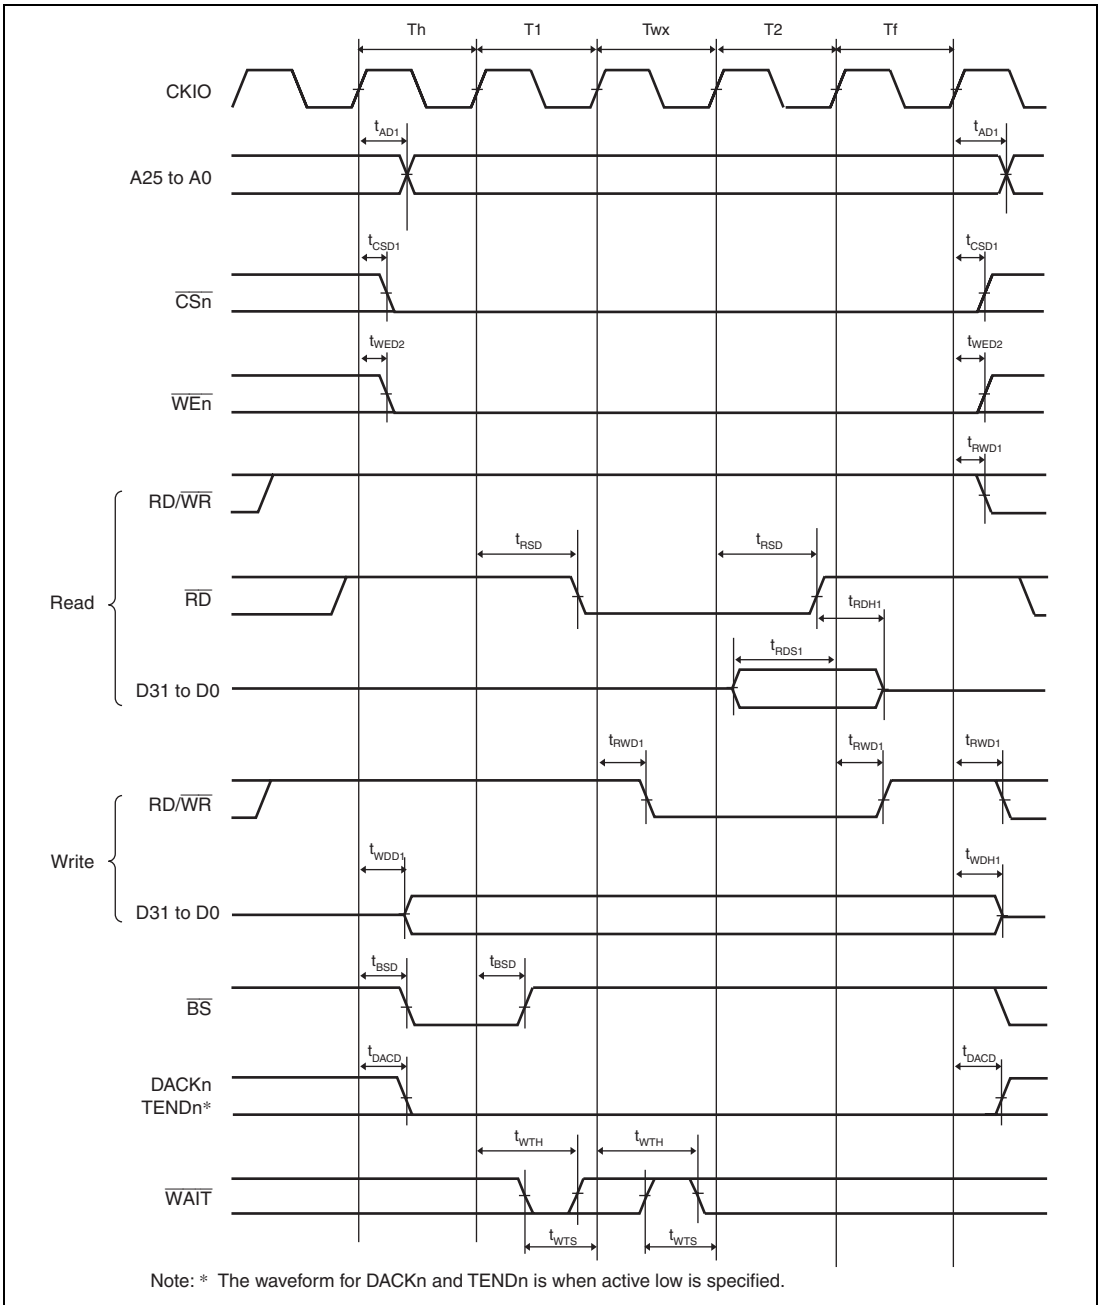 Th T1 Twx T2 Tf
CKIO
tAD1 tAD1
A25 to A0
tCSD1 tCSD1
CSn
tWED2 tWED2
WEn
tRWD1
RD/WR
tRSD tRSD
Read
RD
tRDH1
tRDS1
D31 to D0
tRWD1 tRWD1 tRWD1
RD/WR
Write
tWDD1 tWDH1
D31 to D0
tBSD tBSD
BS
tDACD tDACD
DACKn
TENDn*
tWTH tWTH
WAIT
tWTS tWTS
Note: * The waveform for DACKn and TENDn is when active low is specified.